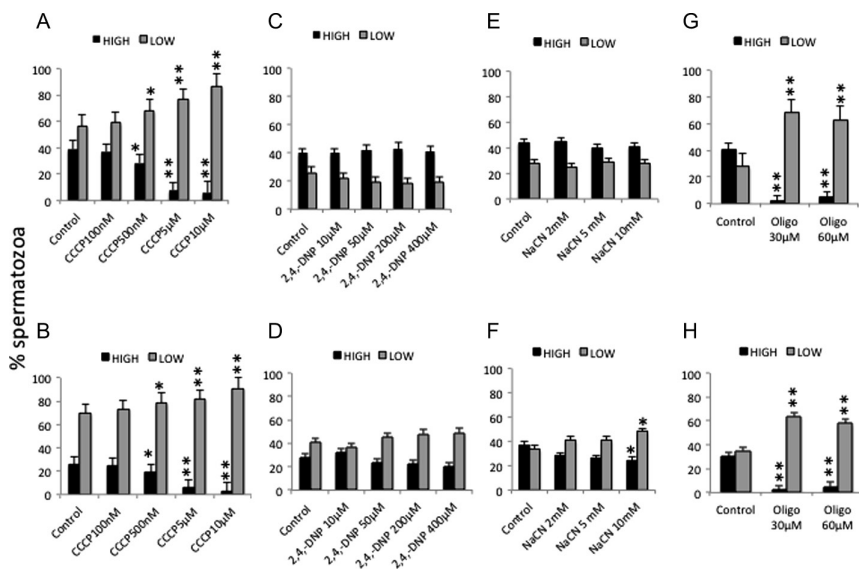 A
HIGH LOW
100
80
60
40
20
0
* *
* *
*
*
* *
* *
Control
CCCP100nM
CCCP500nM
CCCP5µM
CCCP10µM
C
HIGH LOW
100
80
60
40
20
0
Control
2,4,-DNP 10µM
2,4,-DNP 50µM
2,4,-DNP 200µM
2,4,-DNP 400µM
E
HIGH LOW
100
80
60
40
20
0
Control
NaCN 2mM
NaCN 5 mM
NaCN 10mM
G
HIGH LOW
100
80
60
40
20
0
**
**
**
**
Control
Oligo
30µM
Oligo
60µM
% spermatozoa
B
HIGH LOW
100
80
60
40
20
0
*
* *
* *
*
* *
* *
Control
CCCP100nM
CCCP500nM
CCCP5µM
CCCP10µM
D
HIGH LOW
100
80
60
40
20
0
Control
2,4,-DNP 10µM
2,4,-DNP 50µM
2,4,-DNP 200µM
2,4,-DNP 400µM
F
HIGH LOW
100
80
60
40
20
0
*
*
Control
NaCN 2mM
NaCN 5 mM
NaCN 10mM
H
HIGH LOW
100
80
60
40
20
0
**
**
**
**
Control
Oligo
30µM
Oligo
60µM